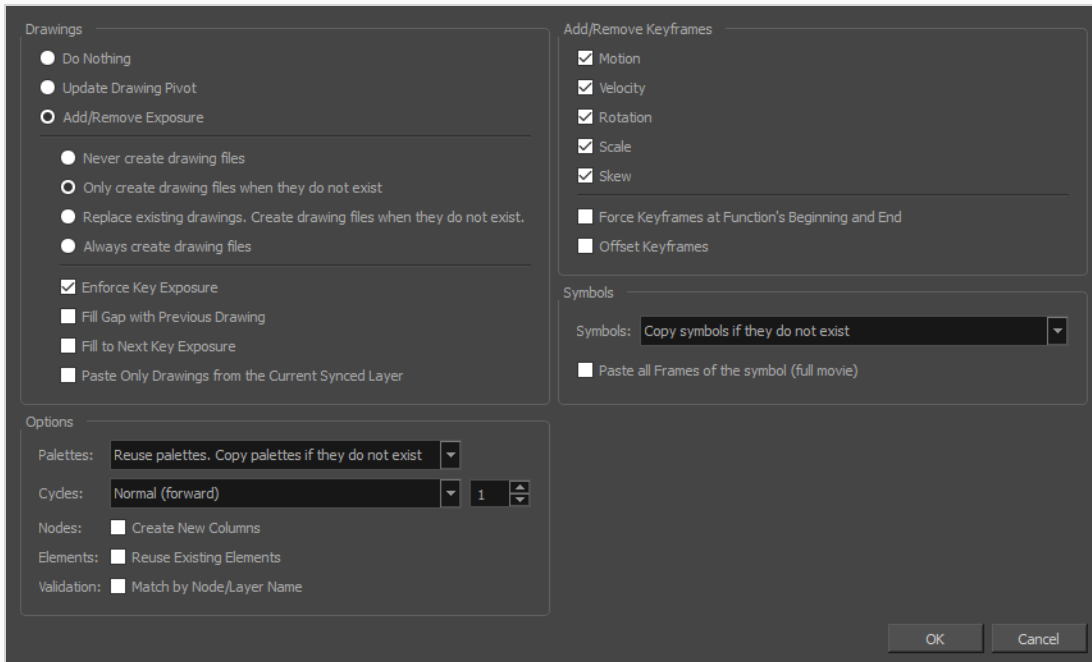 Drawings
Do Nothing
Update Drawing Pivot
Add/Remove Exposure
Never create drawing files
Only create drawing files when they do not exist
Replace existing drawings. Create drawing files when they do not exist.
Always create drawing files
Enforce Key Exposure
Fill Gap with Previous Drawing
Fill to Next Key Exposure
Paste Only Drawings from the Current Synced Layer
Add/Remove Keyframes
Motion
Velocity
Rotation
Scale
Skew
Force Keyframes at Function's Beginning and End
Offset Keyframes
Symbols
Symbols: Copy symbols if they do not exist
Paste all Frames of the symbol (full movie)
Options
Palettes: Reuse palettes. Copy palettes if they do not exist
Cycles: Normal (forward) 1
Nodes: Create New Columns
Elements: Reuse Existing Elements
Validation: Match by Node/Layer Name
OK Cancel